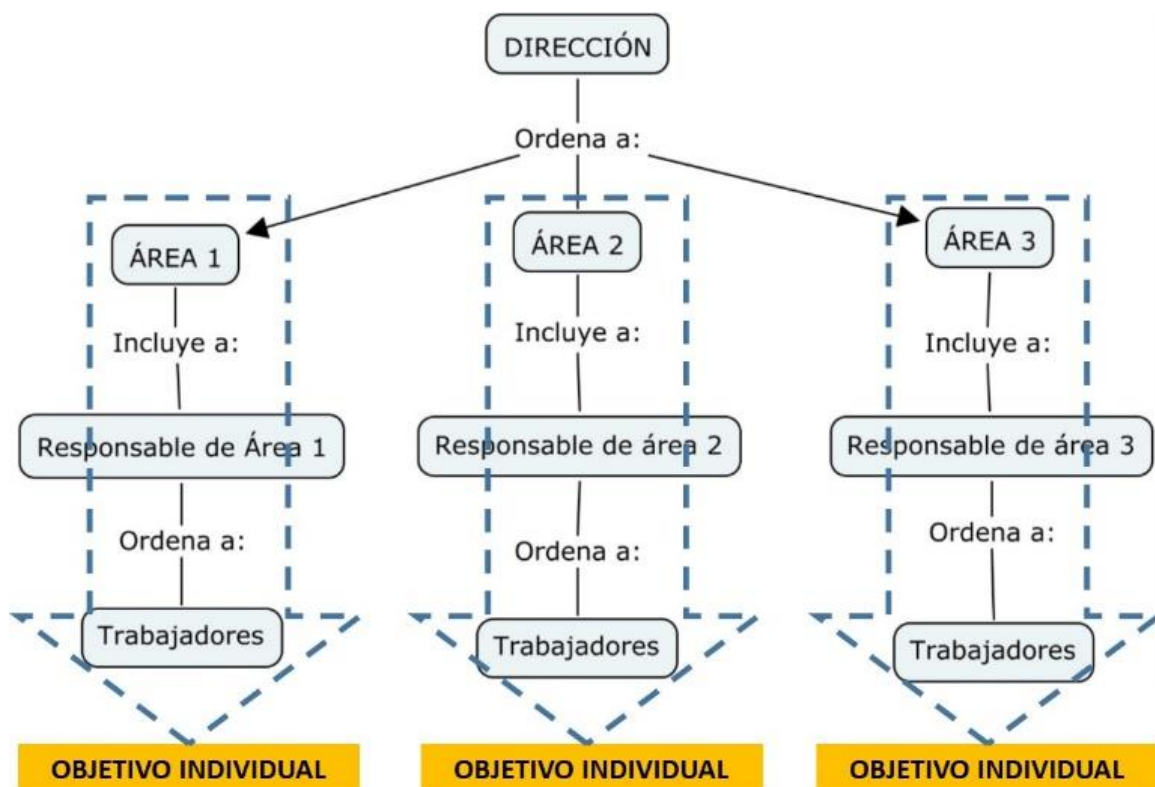 DIRECCIÓN
Ordena a:
ÁREA 1
ÁREA 2
ÁREA 3
Incluye a:
Incluye a:
Incluye a:
Responsable de Área 1
Responsable de área 2
Responsable de área 3
Ordena a:
Ordena a:
Ordena a:
Trabajadores
Trabajadores
Trabajadores
OBJETIVO INDIVIDUAL
OBJETIVO INDIVIDUAL
OBJETIVO INDIVIDUAL